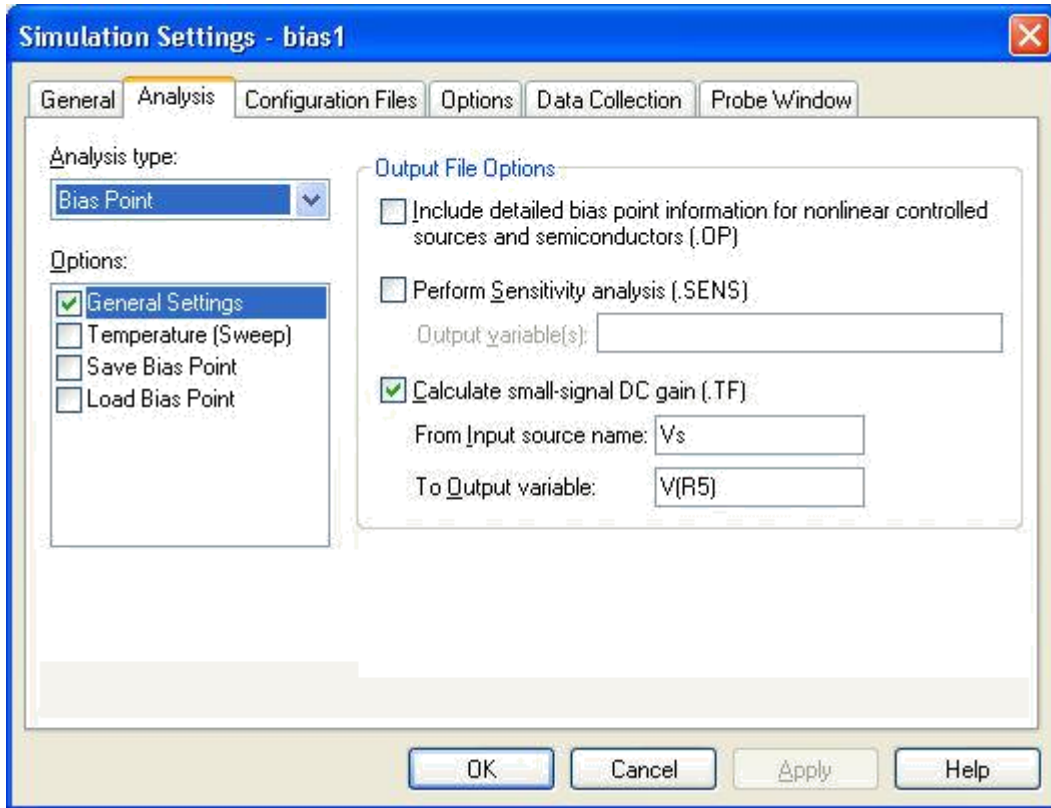 Simulation Settings - bias1
General Analysis Configuration Files Options Data Collection Probe Window
Analysis type:
Bias Point
Options:
General Settings
Temperature (Sweep)
Save Bias Point
Load Bias Point
Output File Options
Include detailed bias point information for nonlinear controlled
sources and semiconductors (.OP)
Perform Sensitivity analysis (.SENS)
Output variable(s):
Calculate small-signal DC gain (.TF)
From Input source name: Vs
To Output variable: V(R5)
OK Cancel Apply Help